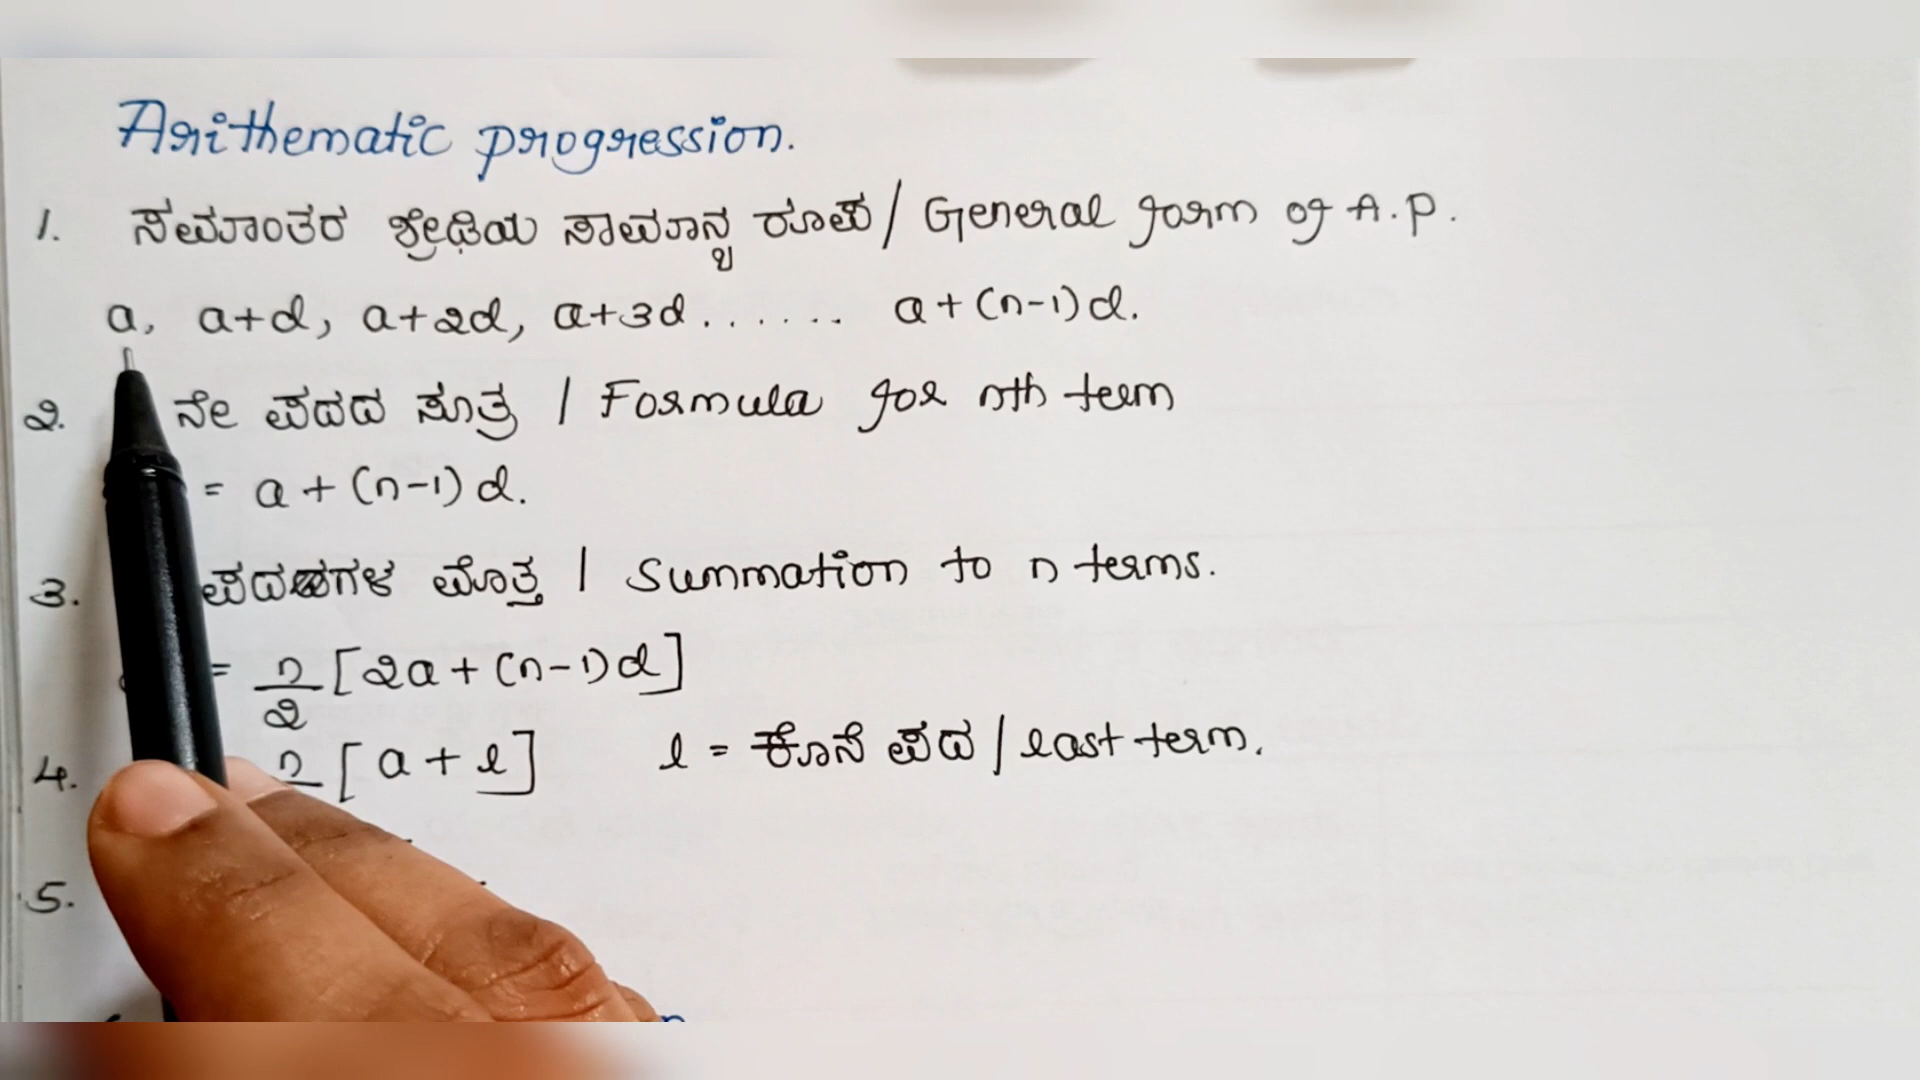 Arithematic progression.
1. ಸಮಾಂತರ ಶ್ರೇಢಿಯ ಸಾಮಾನ್ಯ ರೂಪ / General form of A.P.
a, a+d, a+2d, a+3d...... a+(n-1)d.
2. ನೇ ಪದದ ಸೂತ್ರ / Formula for nth term
= a+(n-1)d.
3. ಪದಗಳ ಮೊತ್ತ / Summation to n terms.
= n/2 [2a+(n-1)d]
4. n [a+l] l = ಕೊನೆ ಪದ / last term.
5.